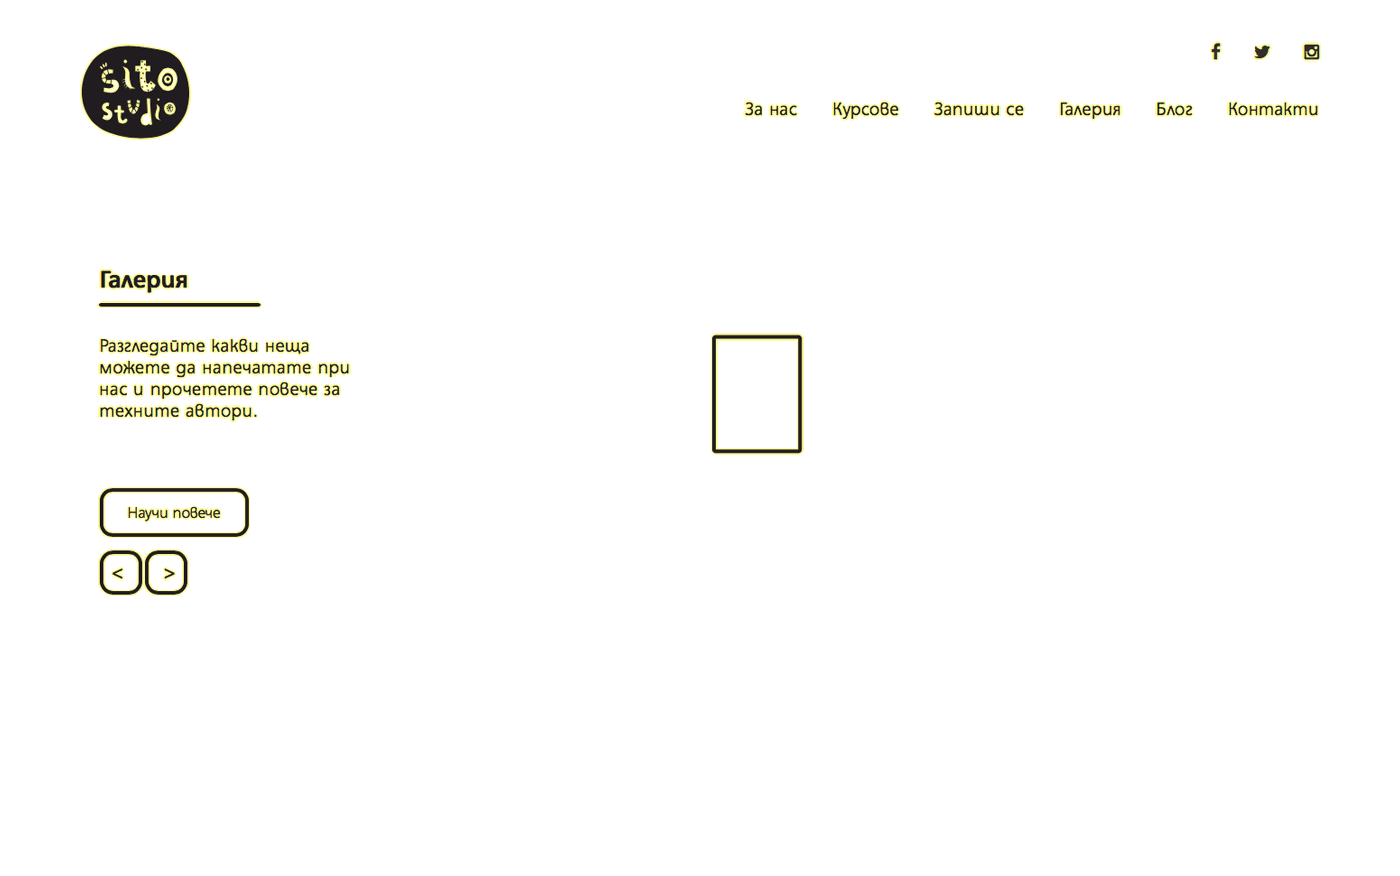 sito
studio
За нас Курсове Запиши се Галерия Блог Контакти
Галерия
Разгледайте какви неща
можете да напечатате при
нас и прочетете повече за
техните автори.
Научи повече
< >